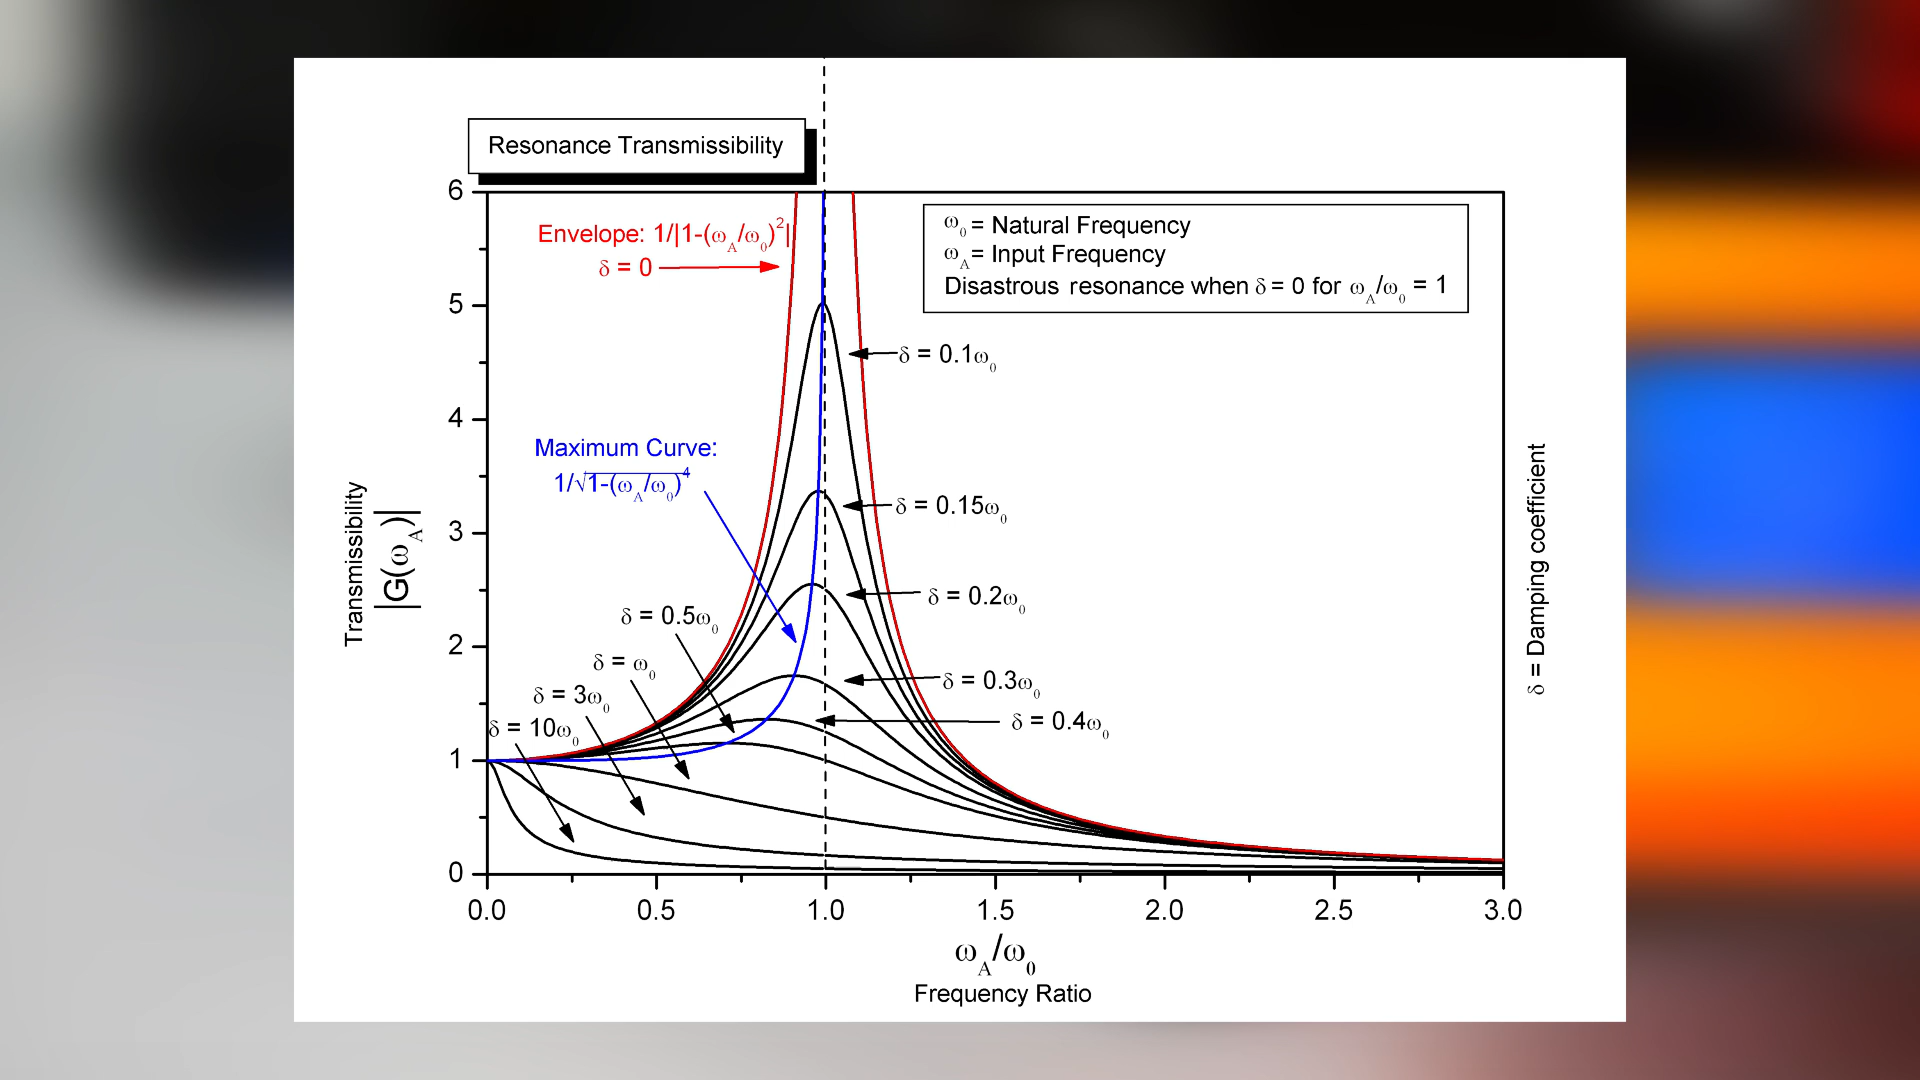 Resonance Transmissibility
6
5
4
3
2
1
0
Envelope: 1/|1-(ω_A/ω_0)²|
δ = 0
ω_0 = Natural Frequency
ω_A = Input Frequency
Disastrous resonance when δ = 0 for ω_A/ω_0 = 1
δ = 0.1ω_0
Maximum Curve:
1/√1-(ω_A/ω_0)⁴
δ = 0.15ω_0
δ = 0.2ω_0
δ = 0.5ω_0
δ = ω_0
δ = 0.3ω_0
δ = 3ω_0
δ = 0.4ω_0
δ = 10ω_0
Transmissibility
|G(ω_A)|
δ = Damping coefficient
0.0 0.5 1.0 1.5 2.0 2.5 3.0
ω_A/ω_0
Frequency Ratio